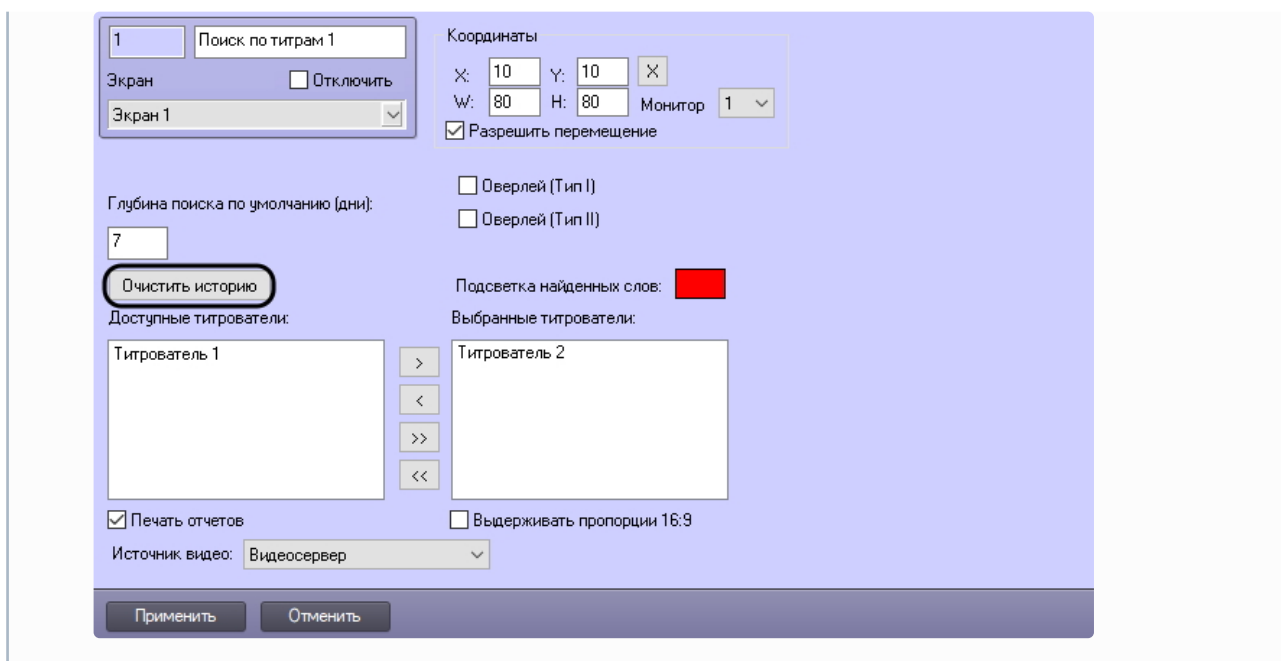 1
Поиск по титрам 1
Экран
Отключить
Экран 1
Координаты
X: 10 Y: 10 X
W: 80 H: 80 Монитор 1
Разрешить перемещение
Глубина поиска по умолчанию (дни):
7
Оверлей (Тип I)
Оверлей (Тип II)
Очистить историю
Подсветка найденных слов:
Доступные титрователи:
Выбранные титрователи:
Титрователь 1
Титрователь 2
>
<
>>
<<
Печать отчетов
Выдерживать пропорции 16:9
Источник видео: Видеосервер
Применить
Отменить